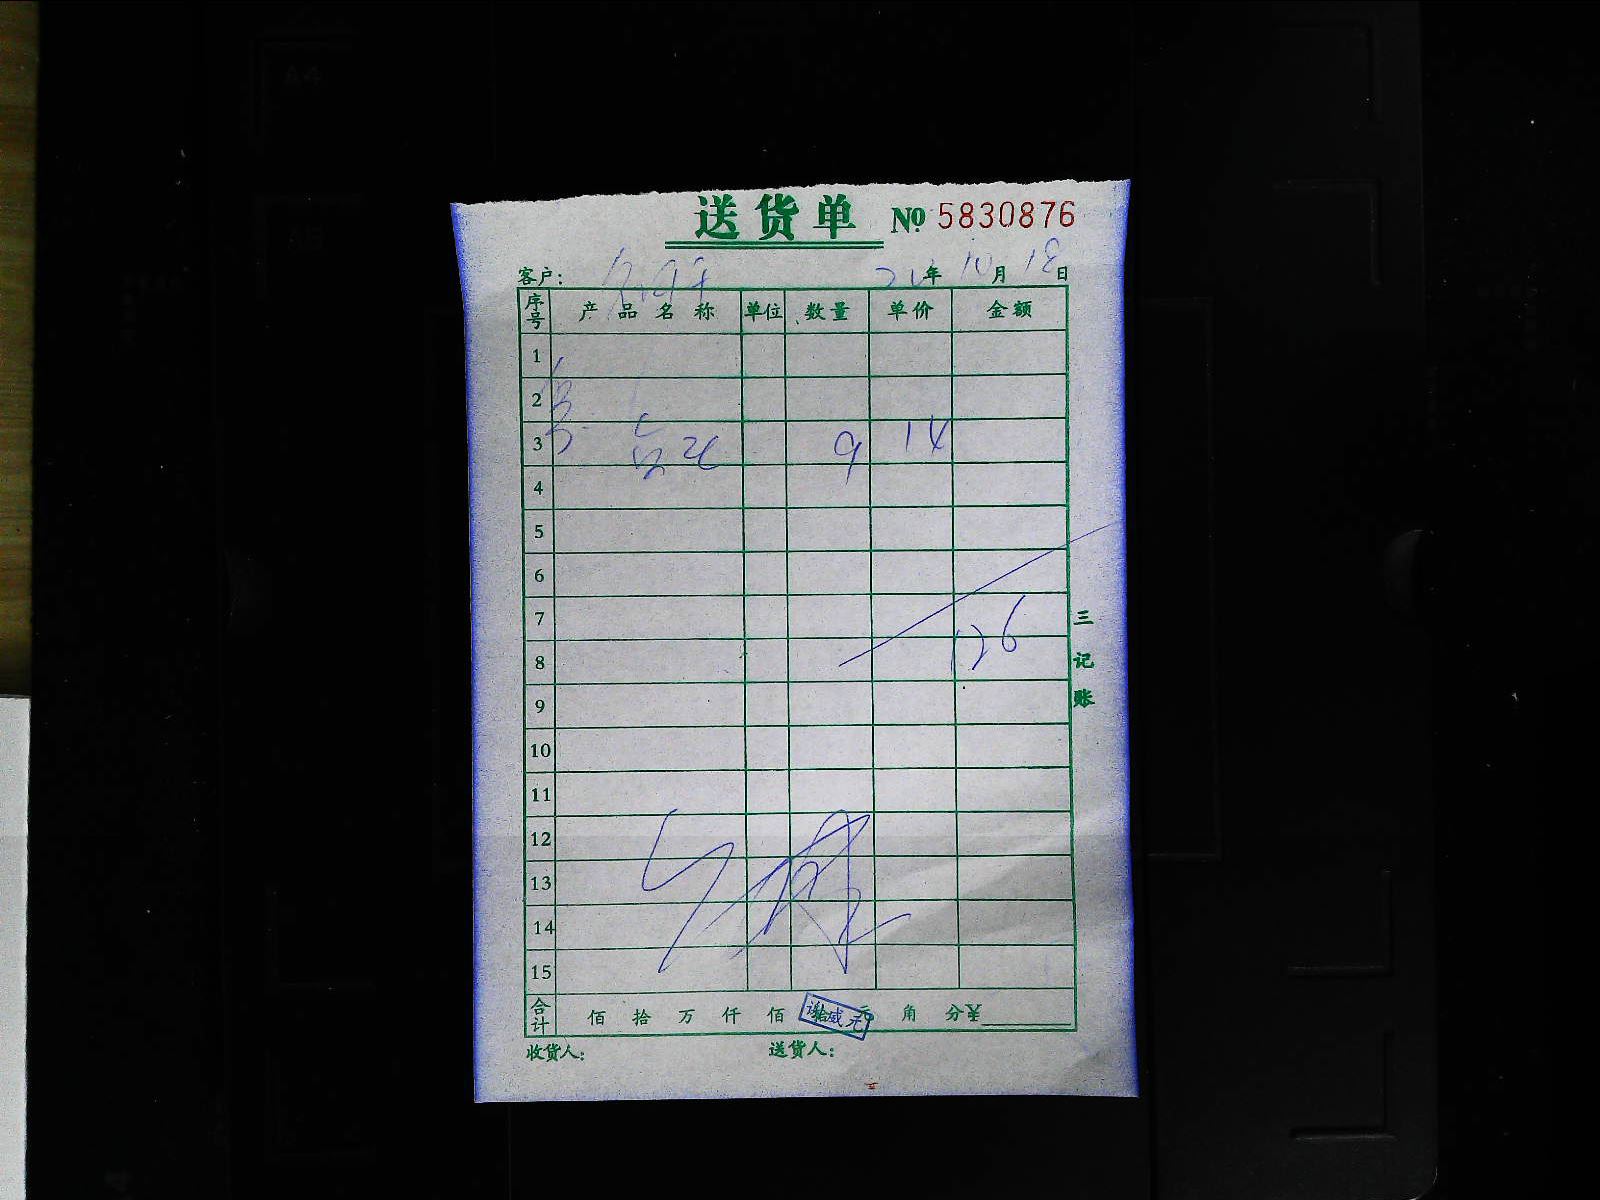 送货单 № 5830876
客户： 年 10 月 18 日
序号 产品名称 单位 数量 单价 金额
1
2
3 9 14
4
5
6
7
126
8
9
10
11
12
13
14
15
合计 佰 拾 万 仟 佰 拾 元 角 分 ¥
收货人： 送货人：
三记账